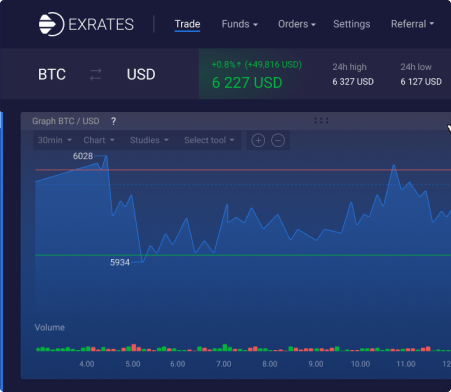 EXRATES Trade Funds Orders Settings Referral
+0.8% (+49,816 USD) 24h high 24h low
BTC USD 6 227 USD 6 327 USD 6 127 USD
Graph BTC / USD ?
30min Chart Studies Select tool
6028
5934
Volume
4.00 5.00 6.00 7.00 8.00 9.00 10.00 11.00 12